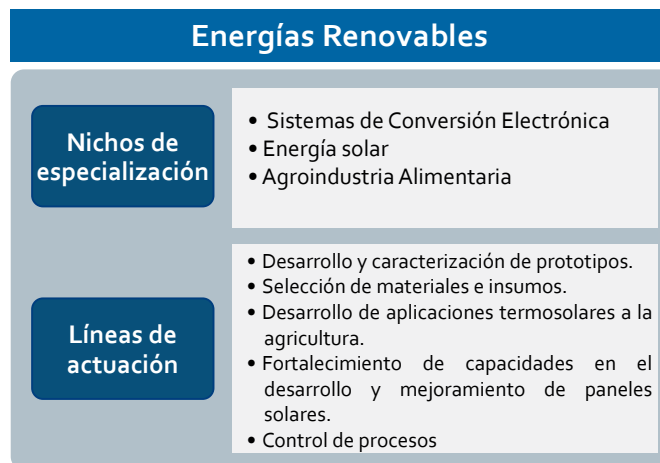 Energías Renovables
Nichos de
especialización
• Sistemas de Conversión Electrónica
• Energía solar
• Agroindustria Alimentaria
Líneas de
actuación
• Desarrollo y caracterización de prototipos.
• Selección de materiales e insumos.
• Desarrollo de aplicaciones termosolares a la
agricultura.
• Fortalecimiento de capacidades en el
desarrollo y mejoramiento de paneles
solares.
• Control de procesos